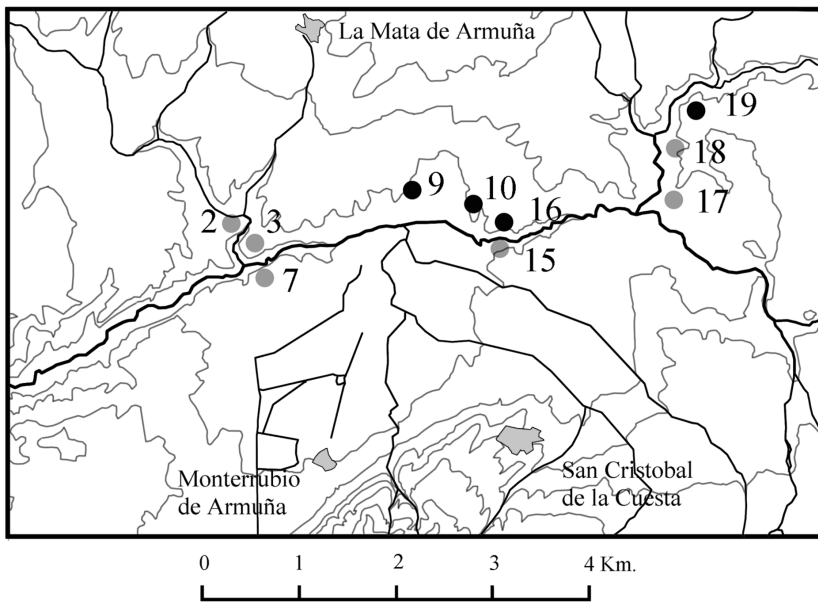 La Mata de Armuña
19
18
9
10
17
2
3
16
15
7
Monterrubio
de Armuña
San Cristobal
de la Cuesta
0 1 2 3 4 Km.